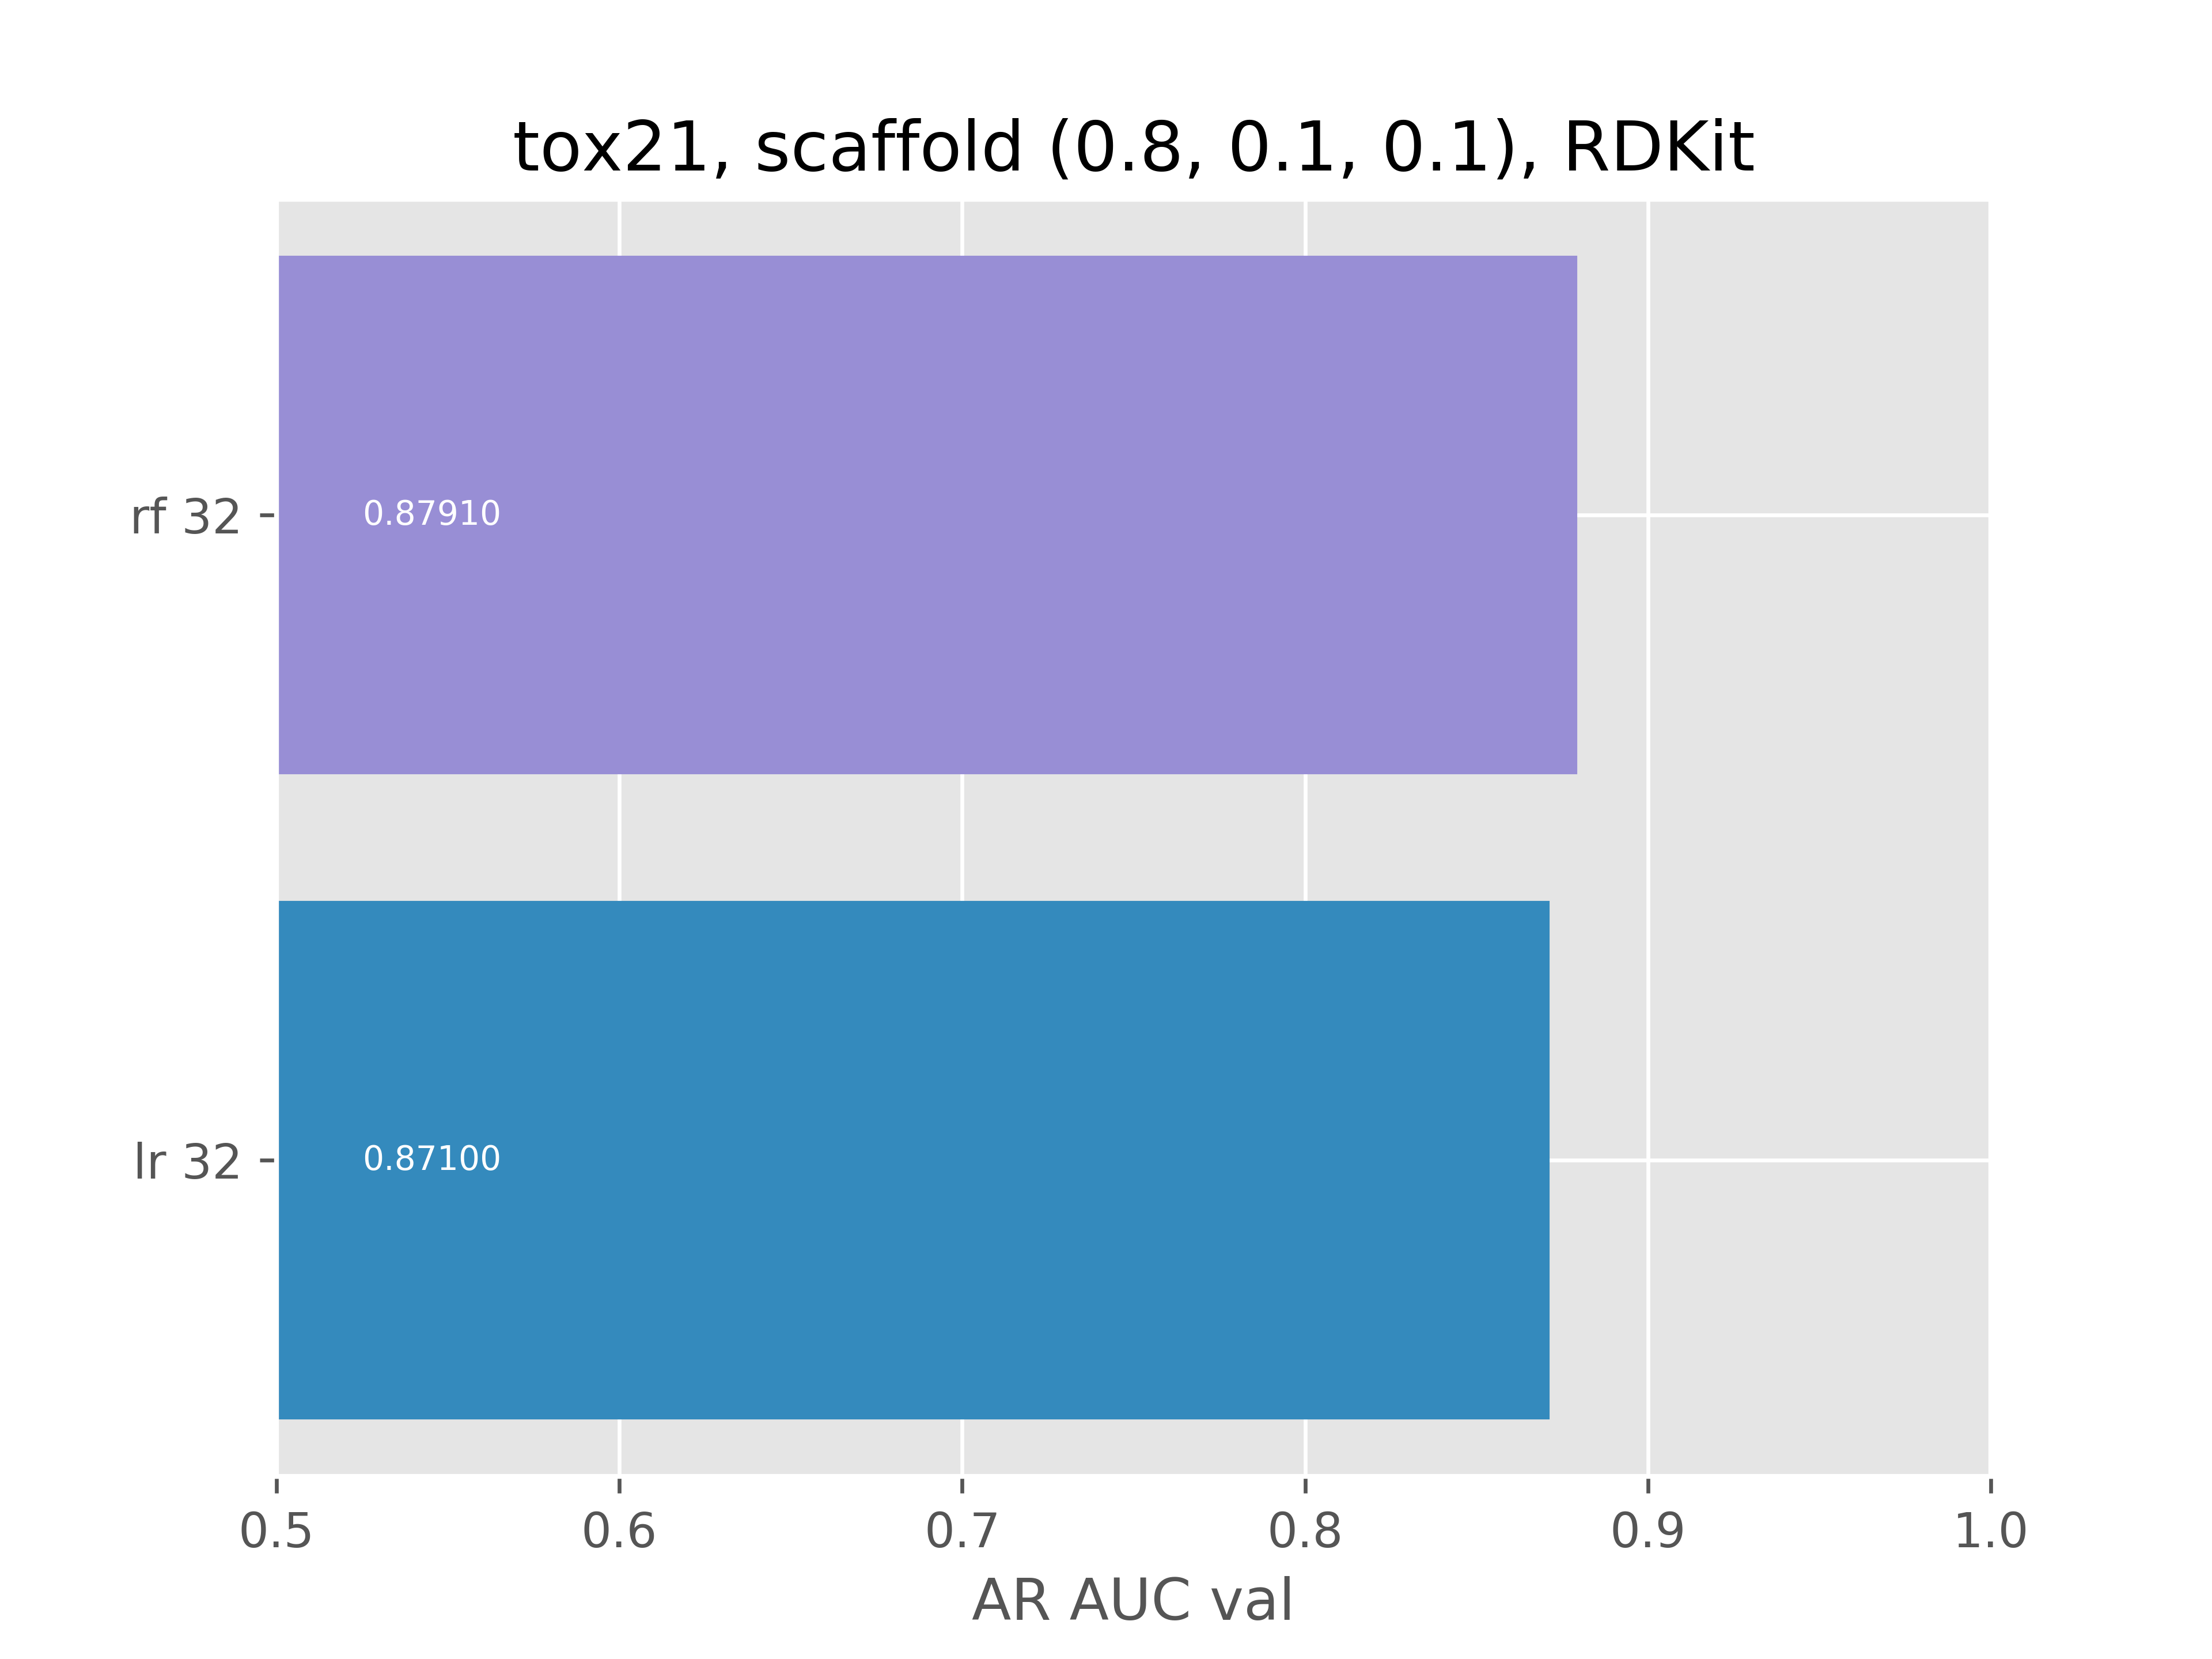 tox21, scaffold (0.8, 0.1, 0.1), RDKit
rf 32
0.87910
lr 32
0.87100
0.5 0.6 0.7 0.8 0.9 1.0
AR AUC val